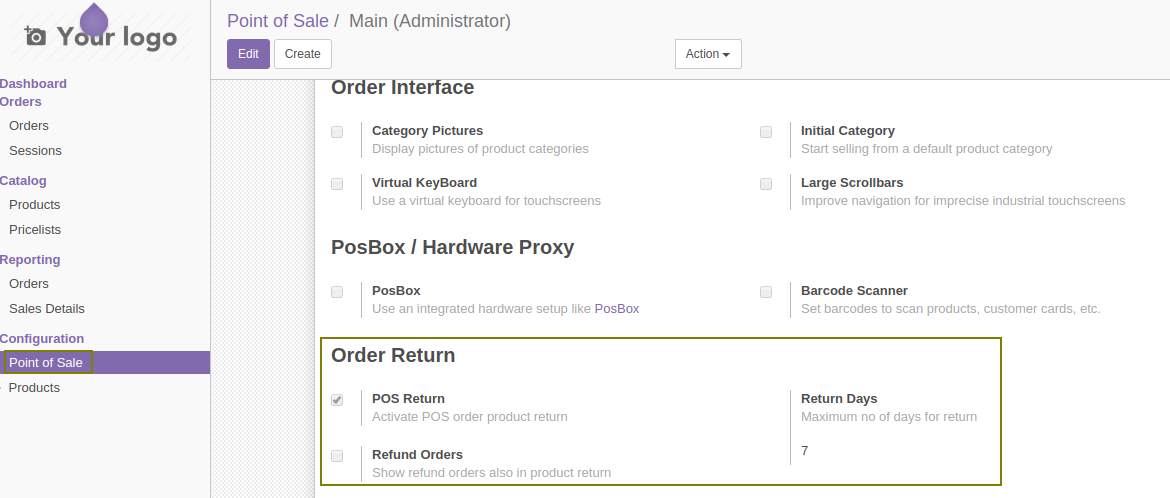 Your logo
Dashboard
Orders
Orders
Sessions
Catalog
Products
Pricelists
Reporting
Orders
Sales Details
Configuration
Point of Sale
Products
Point of Sale / Main (Administrator)
Edit Create Action
Order Interface
Category Pictures
Display pictures of product categories
Initial Category
Start selling from a default product category
Virtual KeyBoard
Use a virtual keyboard for touchscreens
Large Scrollbars
Improve navigation for imprecise industrial touchscreens
PosBox / Hardware Proxy
PosBox
Use an integrated hardware setup like PosBox
Barcode Scanner
Set barcodes to scan products, customer cards, etc.
Order Return
POS Return
Activate POS order product return
Return Days
Maximum no of days for return
7
Refund Orders
Show refund orders also in product return